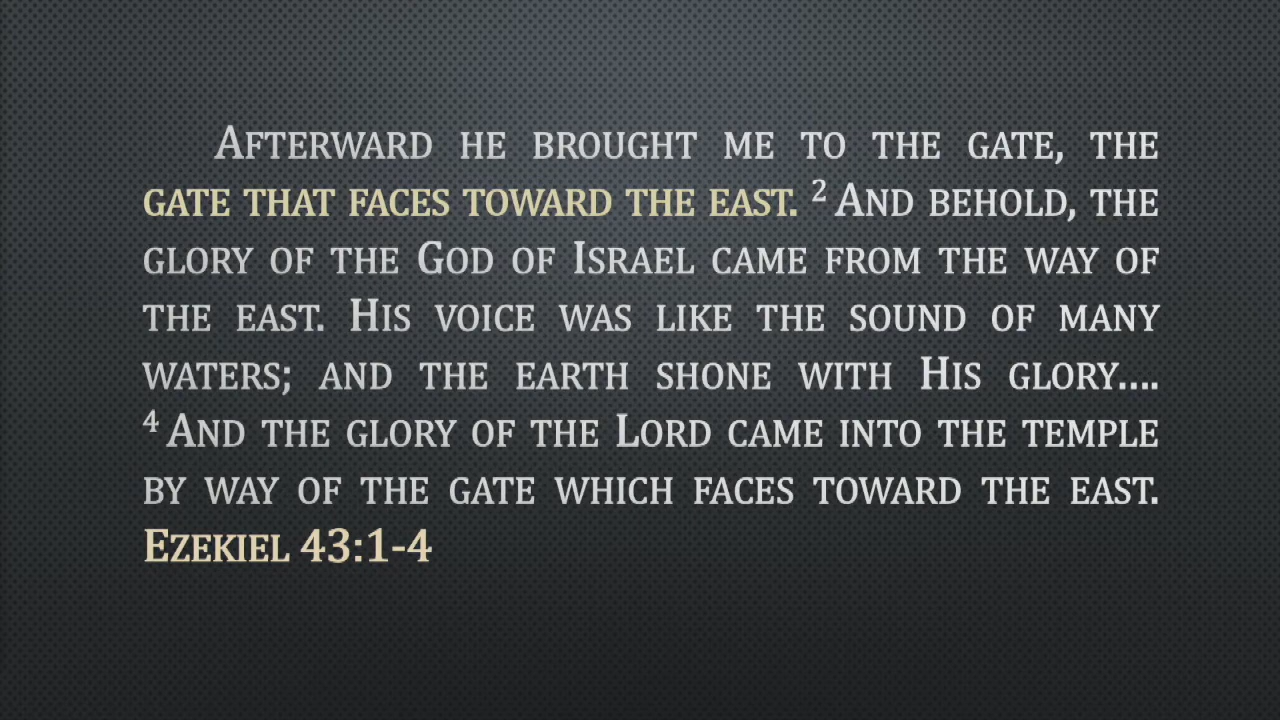 Afterward he brought me to the gate, the
gate that faces toward the east. ² And behold, the
glory of the God of Israel came from the way of
the east. His voice was like the sound of many
waters; and the earth shone with His glory....
⁴ And the glory of the Lord came into the temple
by way of the gate which faces toward the east.
Ezekiel 43:1-4